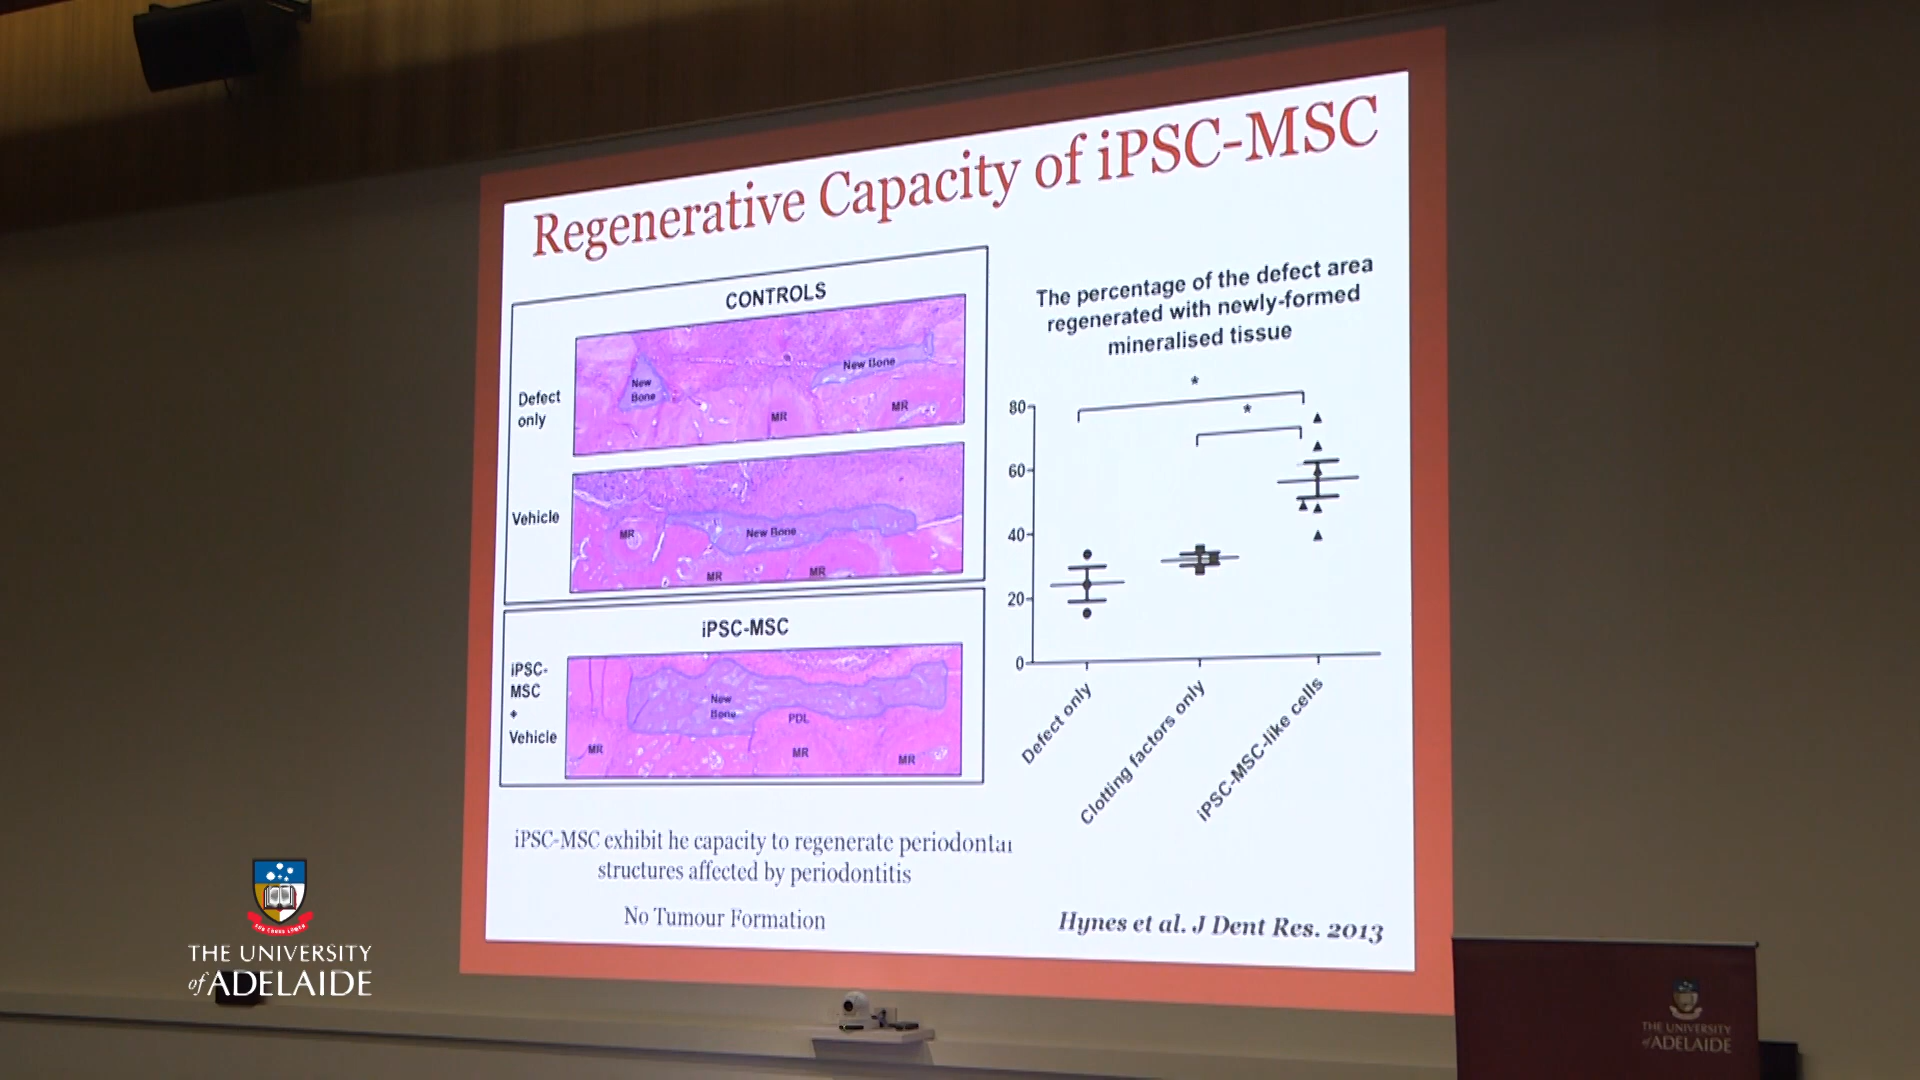 Regenerative Capacity of iPSC-MSC
CONTROLS
Defect
only
New
Bone
New Bone
MR
MR
Vehicle
MR
New Bone
MR
MR
iPSC-MSC
iPSC-
MSC
+
Vehicle
New
Bone
PDL
MR
MR
MR
The percentage of the defect area
regenerated with newly-formed
mineralised tissue
*
*
80
60
40
20
0
Defect only
Clotting factors only
iPSC-MSC-like cells
iPSC-MSC exhibit he capacity to regenerate periodontal
structures affected by periodontitis
No Tumour Formation
Hynes et al. J Dent Res. 2013
THE UNIVERSITY
of ADELAIDE
THE UNIVERSITY
of ADELAIDE